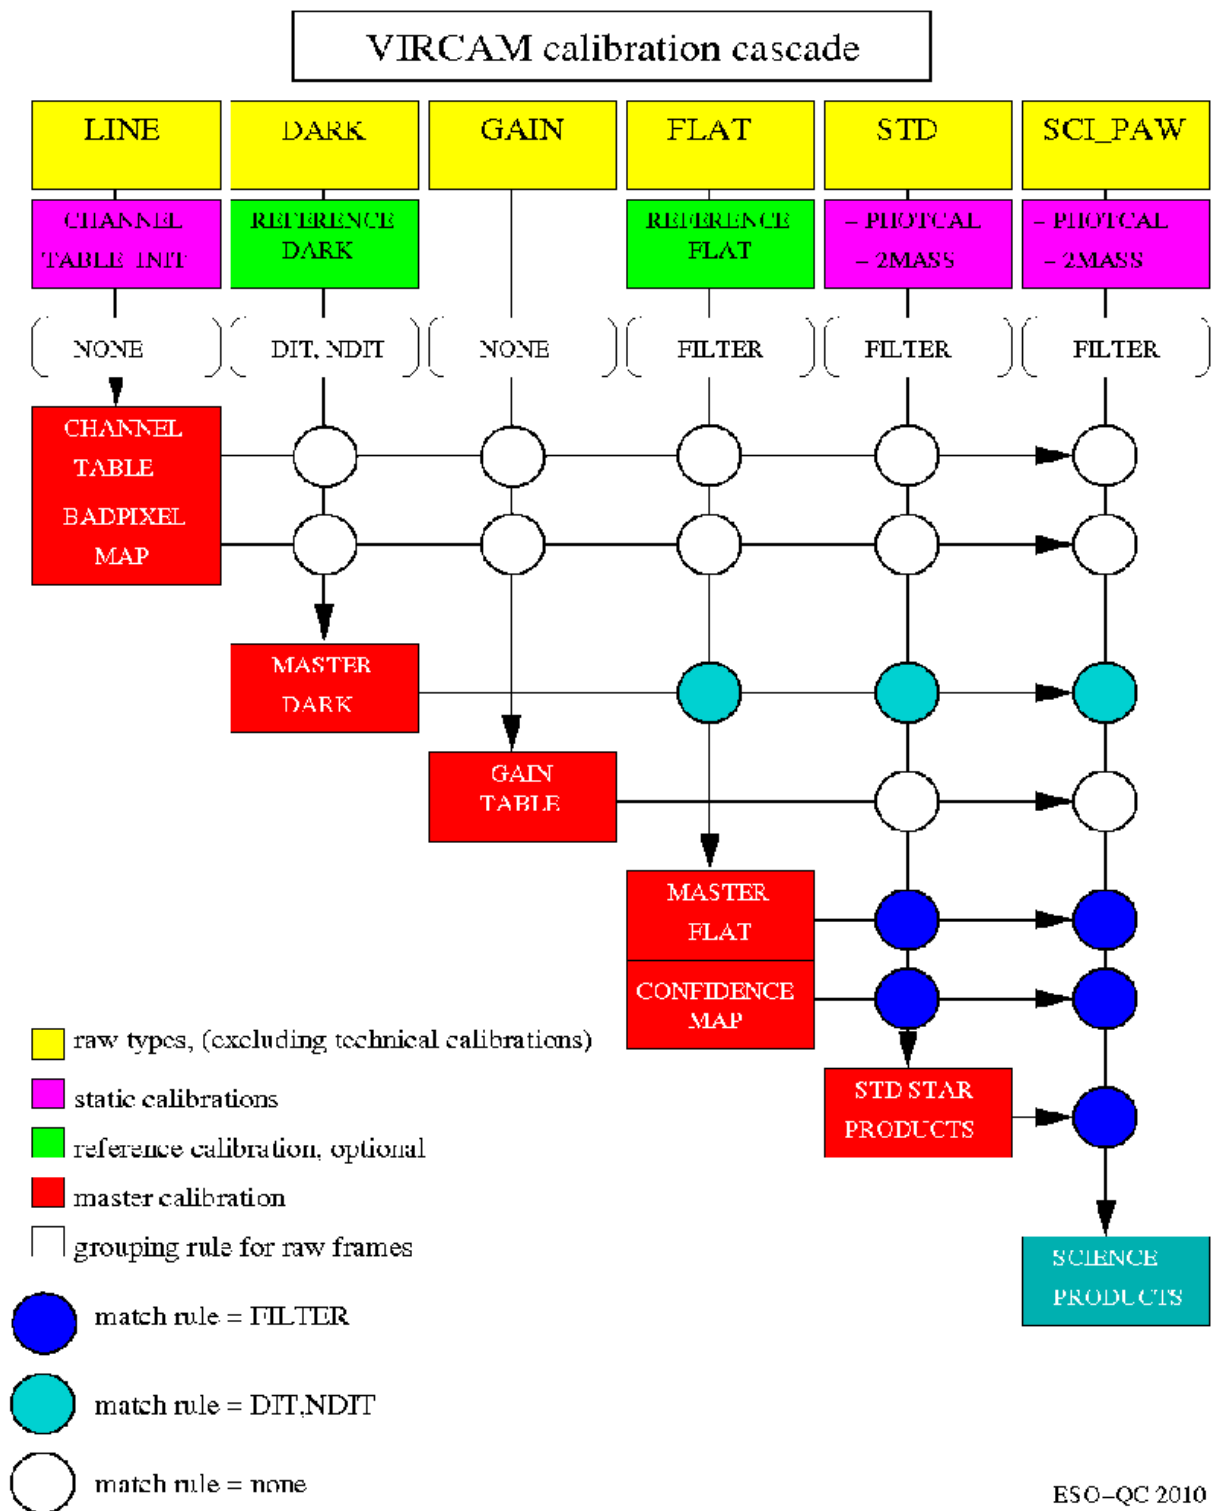 VIRCAM calibration cascade
LINE DARK GAIN FLAT STD SCI_PAW
CHANNEL
TABLE_INIT
REFERENCE
DARK
REFERENCE
FLAT
– PHOTCAL
– 2MASS
– PHOTCAL
– 2MASS
NONE DIT, NDIT NONE FILTER FILTER FILTER
CHANNEL
TABLE
BADPIXEL
MAP
MASTER
DARK
GAIN
TABLE
MASTER
FLAT
CONFIDENCE
MAP
STD STAR
PRODUCTS
SCIENCE
PRODUCTS
raw types, (excluding technical calibrations)
static calibrations
reference calibration, optional
master calibration
grouping rule for raw frames
match rule = FILTER
match rule = DIT,NDIT
match rule = none
ESO–QC 2010